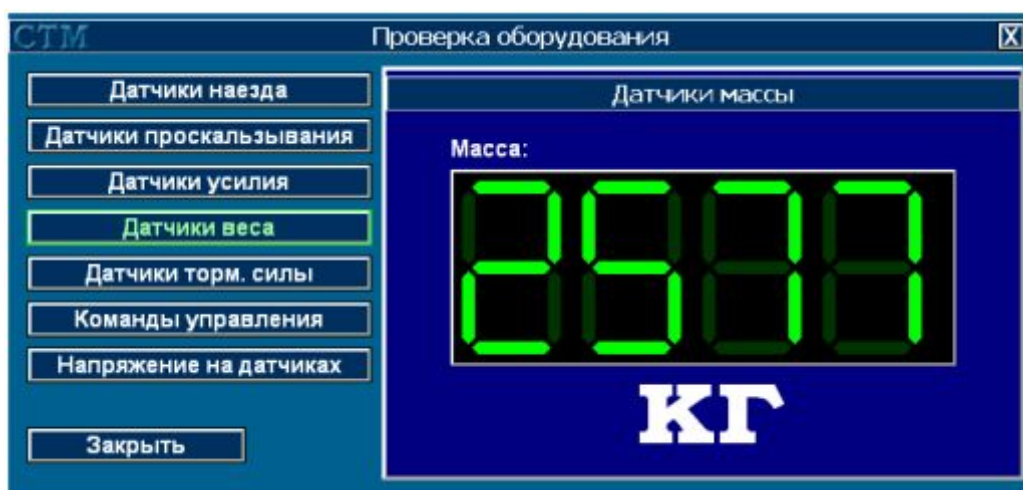 СТМ Проверка оборудования X
Датчики наезда
Датчики проскальзывания
Датчики усилия
Датчики веса
Датчики торм. силы
Команды управления
Напряжение на датчиках
Закрыть
Датчики массы
Масса:
2577
КГ